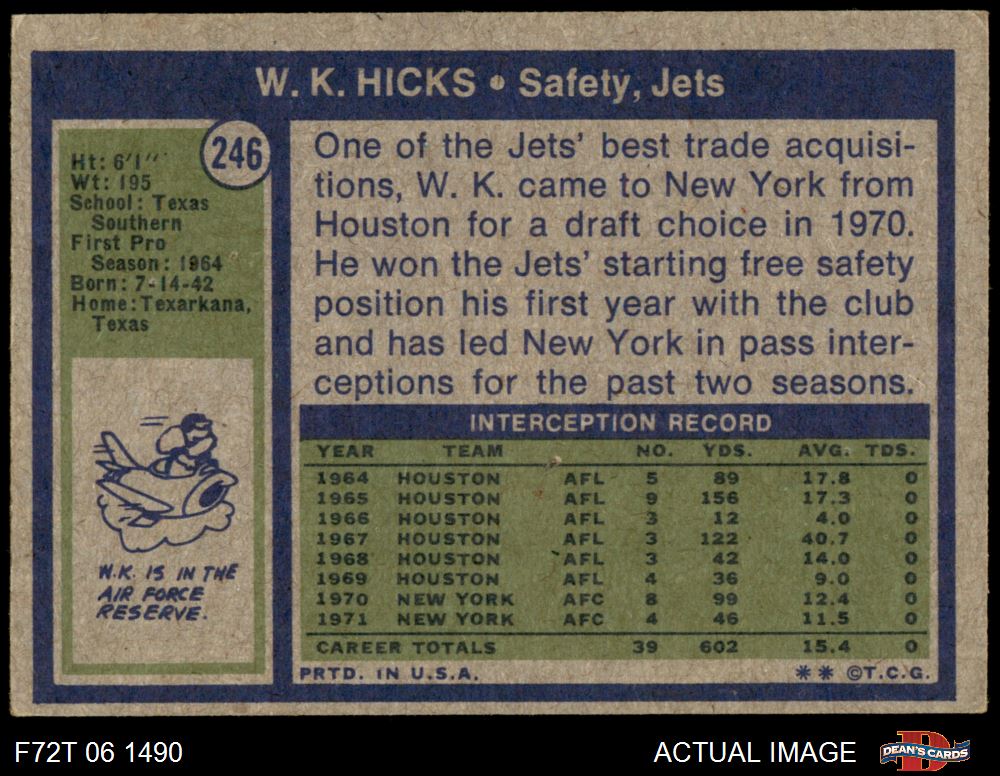 W. K. HICKS • Safety, Jets
246
Ht: 6'1"
Wt: 195
School: Texas
Southern
First Pro
Season: 1964
Born: 7-14-42
Home: Texarkana,
Texas
W.K. IS IN THE
AIR FORCE
RESERVE.
One of the Jets' best trade acquisi-
tions, W. K. came to New York from
Houston for a draft choice in 1970.
He won the Jets' starting free safety
position his first year with the club
and has led New York in pass inter-
ceptions for the past two seasons.
INTERCEPTION RECORD
YEAR TEAM NO. YDS. AVG. TDS.
1964 HOUSTON AFL 5 89 17.8 0
1965 HOUSTON AFL 9 156 17.3 0
1966 HOUSTON AFL 3 12 4.0 0
1967 HOUSTON AFL 3 122 40.7 0
1968 HOUSTON AFL 3 42 14.0 0
1969 HOUSTON AFL 4 36 9.0 0
1970 NEW YORK AFC 8 99 12.4 0
1971 NEW YORK AFC 4 46 11.5 0
CAREER TOTALS 39 602 15.4 0
PRTD. IN U.S.A. ** ©T.C.G.
F72T 06 1490 ACTUAL IMAGE D DEAN'S CARDS